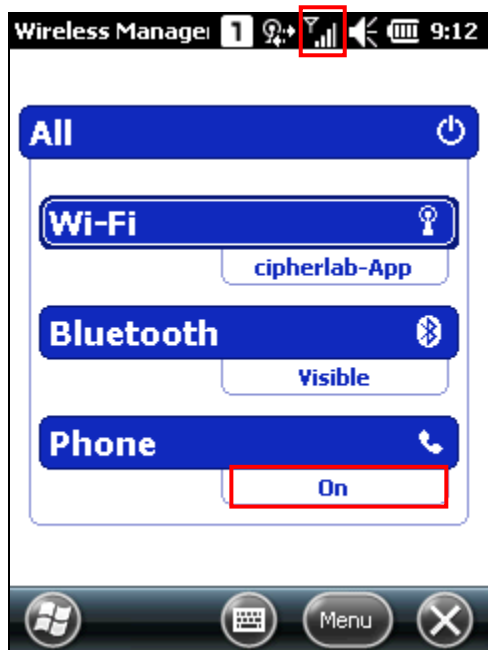 Wireless Manager 1 9:12
All
Wi-Fi
cipherlab-App
Bluetooth
Visible
Phone
On
Menu